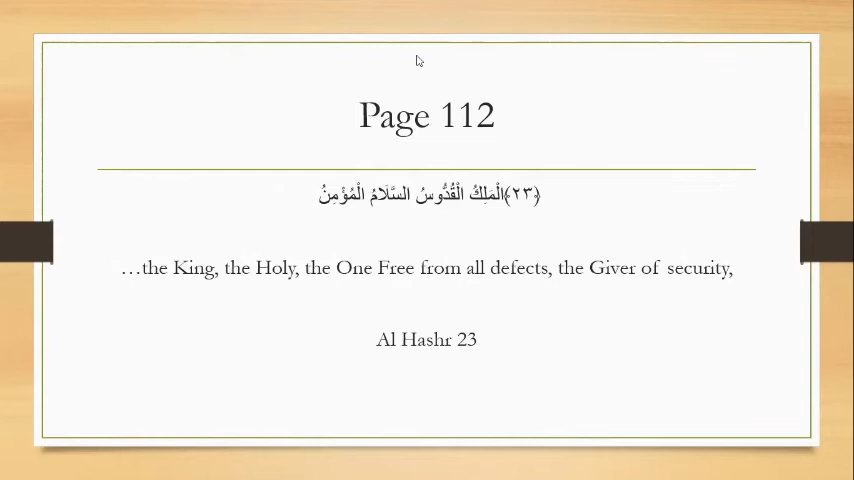 Page 112
﴿٢٣﴾الْمَلِكُ الْقُدُّوسُ السَّلَامُ الْمُؤْمِنُ
…the King, the Holy, the One Free from all defects, the Giver of security,
Al Hashr 23